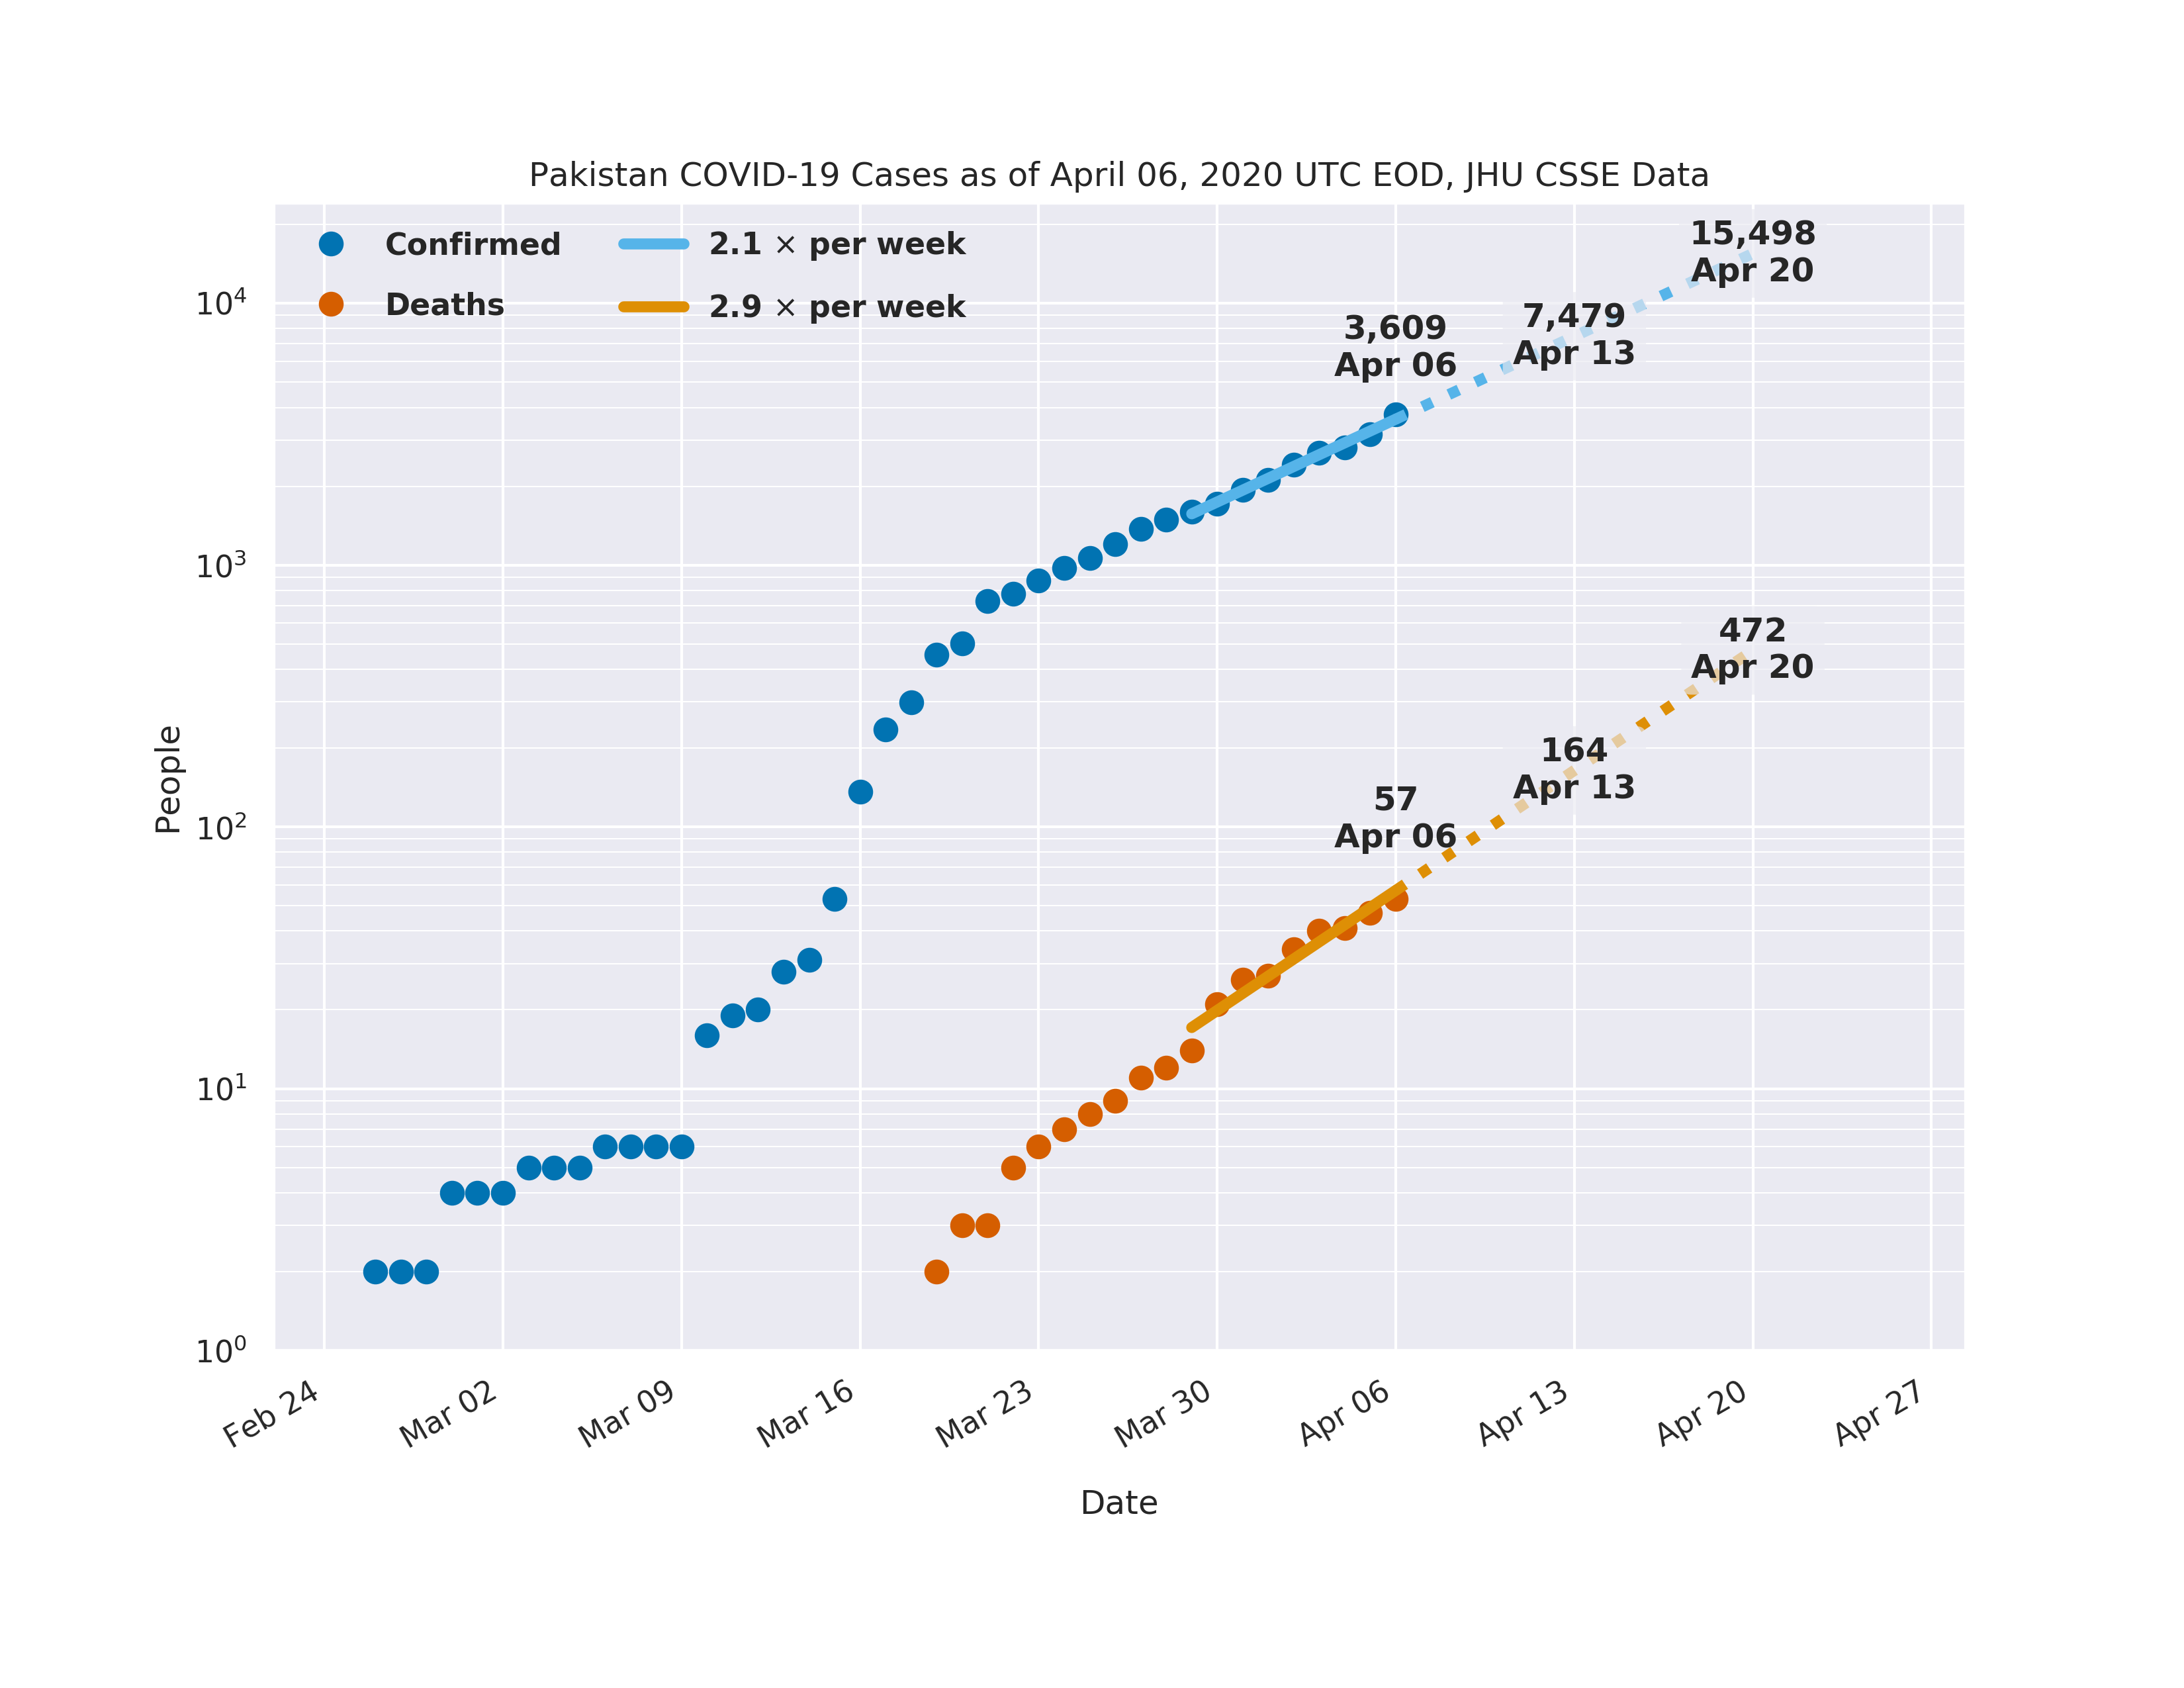 Pakistan COVID-19 Cases as of April 06, 2020 UTC EOD, JHU CSSE Data
Confirmed
Deaths
2.1 × per week
2.9 × per week
15,498
Apr 20
7,479
Apr 13
3,609
Apr 06
472
Apr 20
164
Apr 13
57
Apr 06
People
10⁴
10³
10²
10¹
10⁰
Feb 24
Mar 02
Mar 09
Mar 16
Mar 23
Mar 30
Apr 06
Apr 13
Apr 20
Apr 27
Date